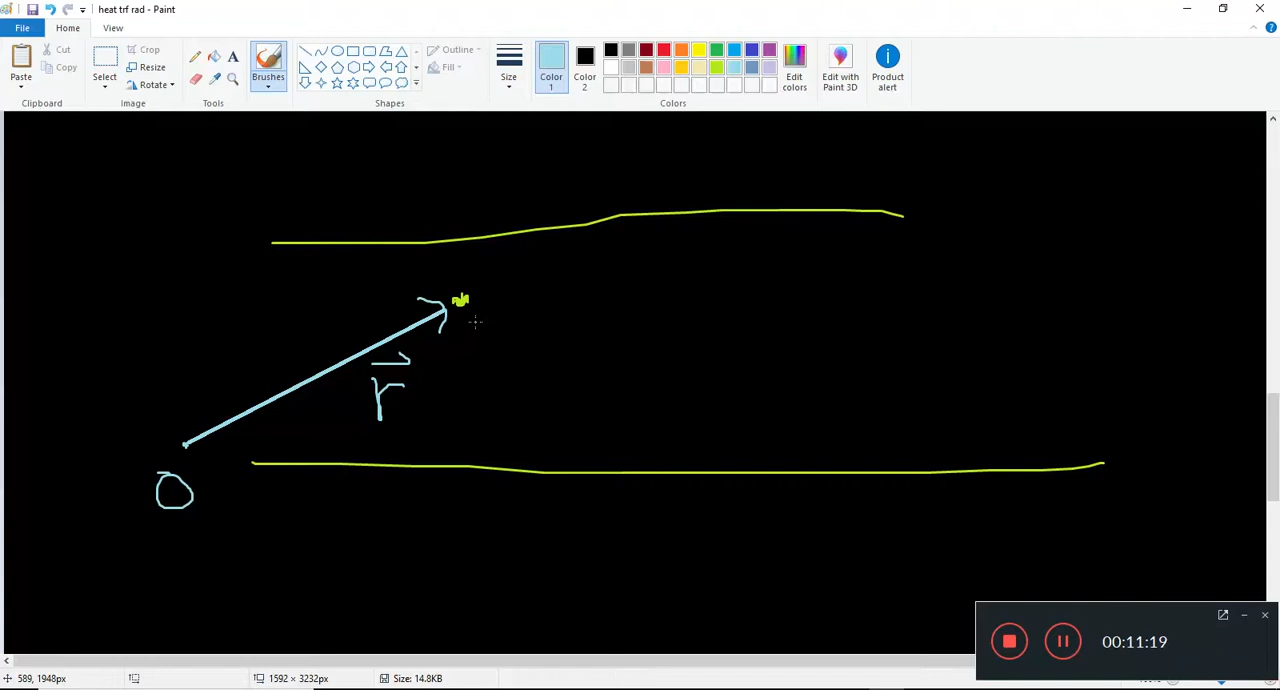 heat trf rad - Paint
File Home View
Paste
Cut
Copy
Clipboard
Select
Crop
Resize
Rotate
Image
A
Tools
Brushes
Shapes
Outline
Fill
Size
Color
1
Color
2
Edit
colors
Colors
Edit with
Paint 3D
Product
alert
r
O
00:11:19
589, 1948px
1592 × 3232px
Size: 14.8KB